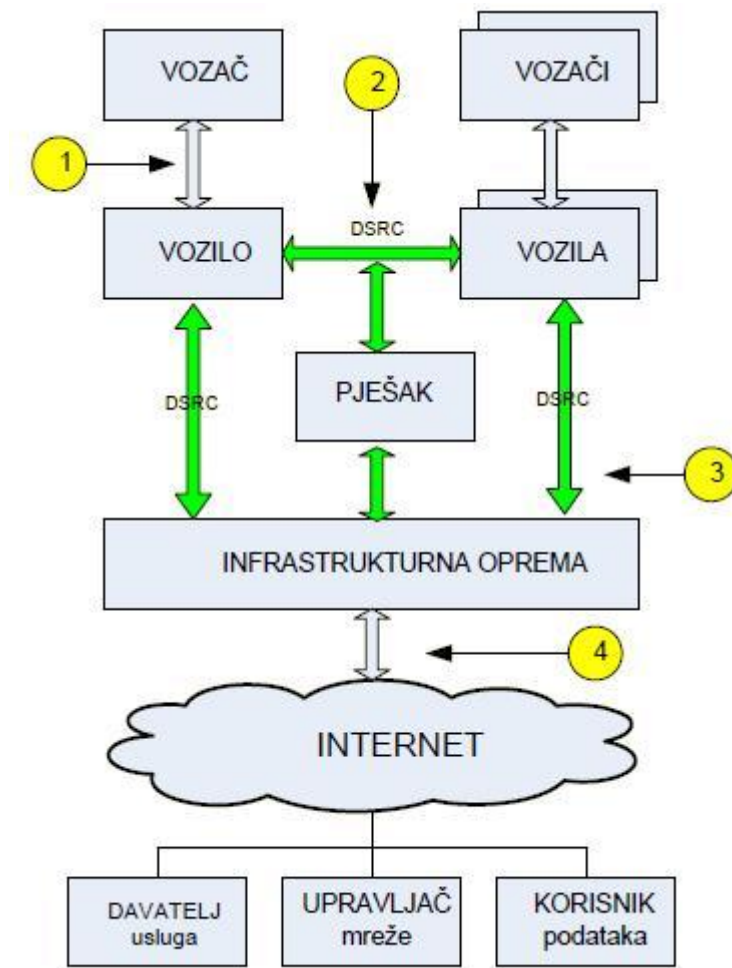 VOZAČ
2
VOZAČI
1
DSRC
VOZILO
VOZILA
PJEŠAK
DSRC
DSRC
3
INFRASTRUKTURNA OPREMA
4
INTERNET
DAVATELJ
usluga
UPRAVLJAČ
mreže
KORISNIK
podataka